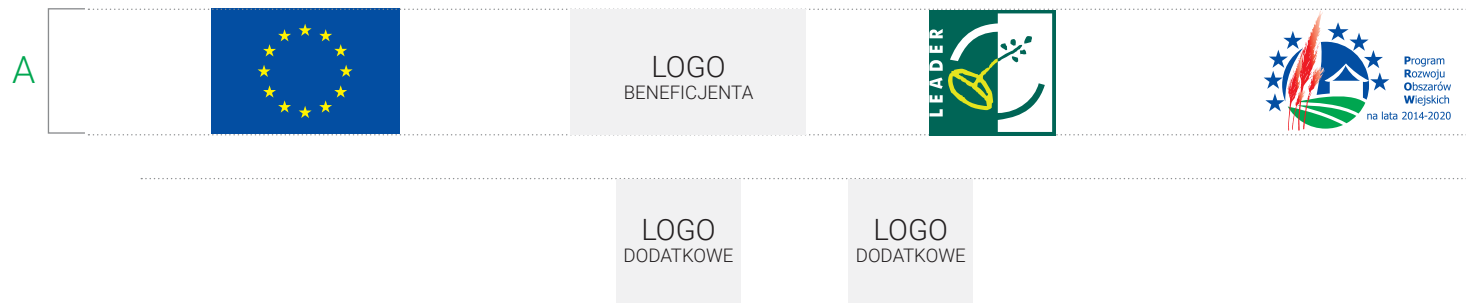 A
LOGO
BENEFICJENTA
LEADER
Program
Rozwoju
Obszarów
Wiejskich
na lata 2014-2020
LOGO
DODATKOWE
LOGO
DODATKOWE